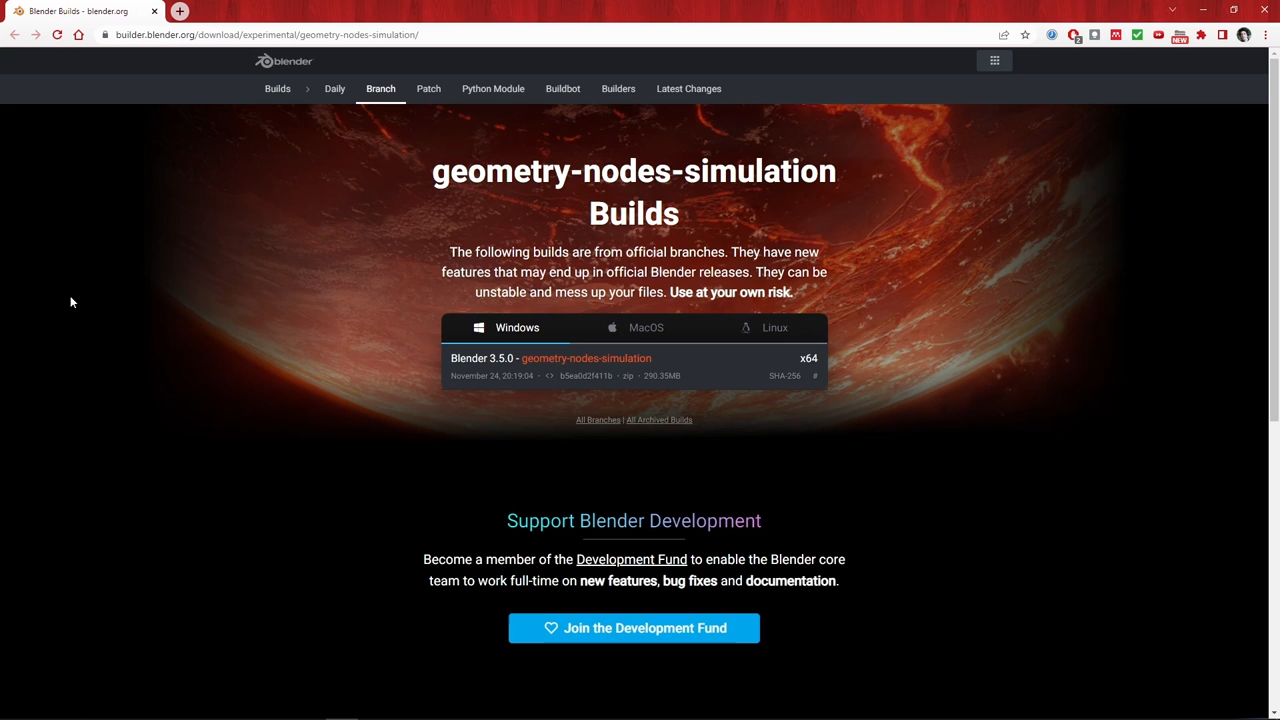 Blender Builds - blender.org
builder.blender.org/download/experimental/geometry-nodes-simulation/
2
NEW
blender
Builds
Daily
Branch
Patch
Python Module
Buildbot
Builders
Latest Changes
geometry-nodes-simulation
Builds
The following builds are from official branches. They have new
features that may end up in official Blender releases. They can be
unstable and mess up your files. Use at your own risk.
Windows
MacOS
Linux
Blender 3.5.0 - geometry-nodes-simulation x64
November 24, 20:19:04 · <> b5ea0d2f411b · zip · 290.35MB SHA-256 #
All Branches | All Archived Builds
Support Blender Development
Become a member of the Development Fund to enable the Blender core
team to work full-time on new features, bug fixes and documentation.
Join the Development Fund